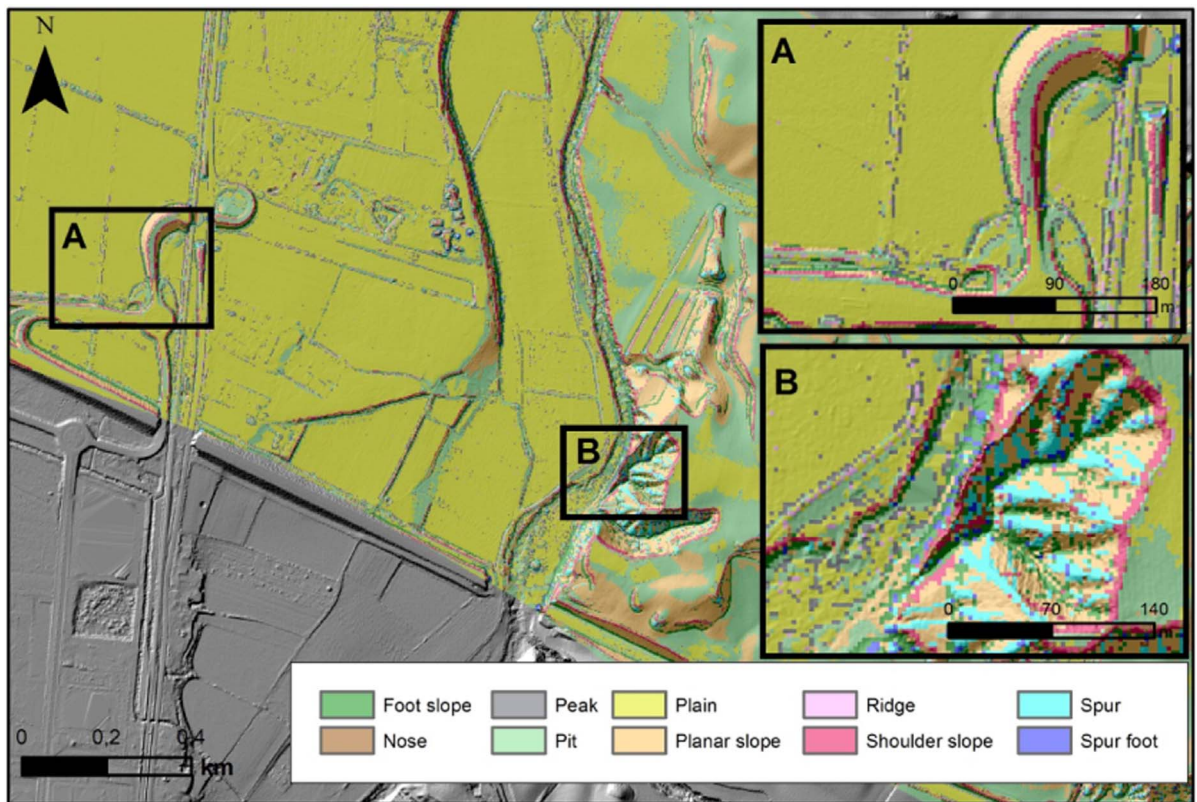 N
A
A
0 90 180
m
B
B
0 70 140
Foot slope Peak Plain Ridge Spur
Nose Pit Planar slope Shoulder slope Spur foot
0 0,2 0,4
km